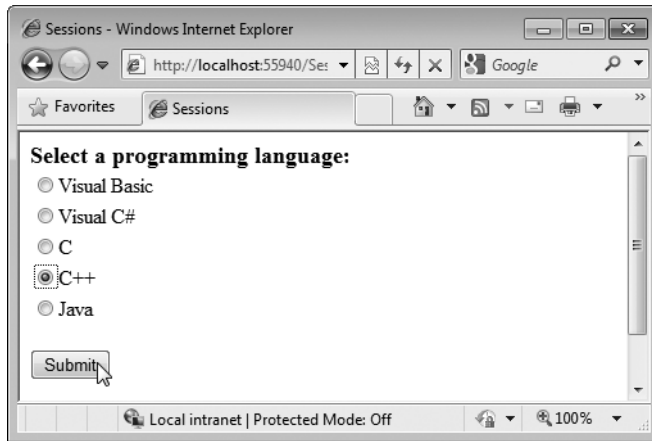 Sessions - Windows Internet Explorer
http://localhost:55940/Ses
Google
Favorites
Sessions
Select a programming language:
Visual Basic
Visual C#
C
C++
Java
Submit
Local intranet | Protected Mode: Off
100%